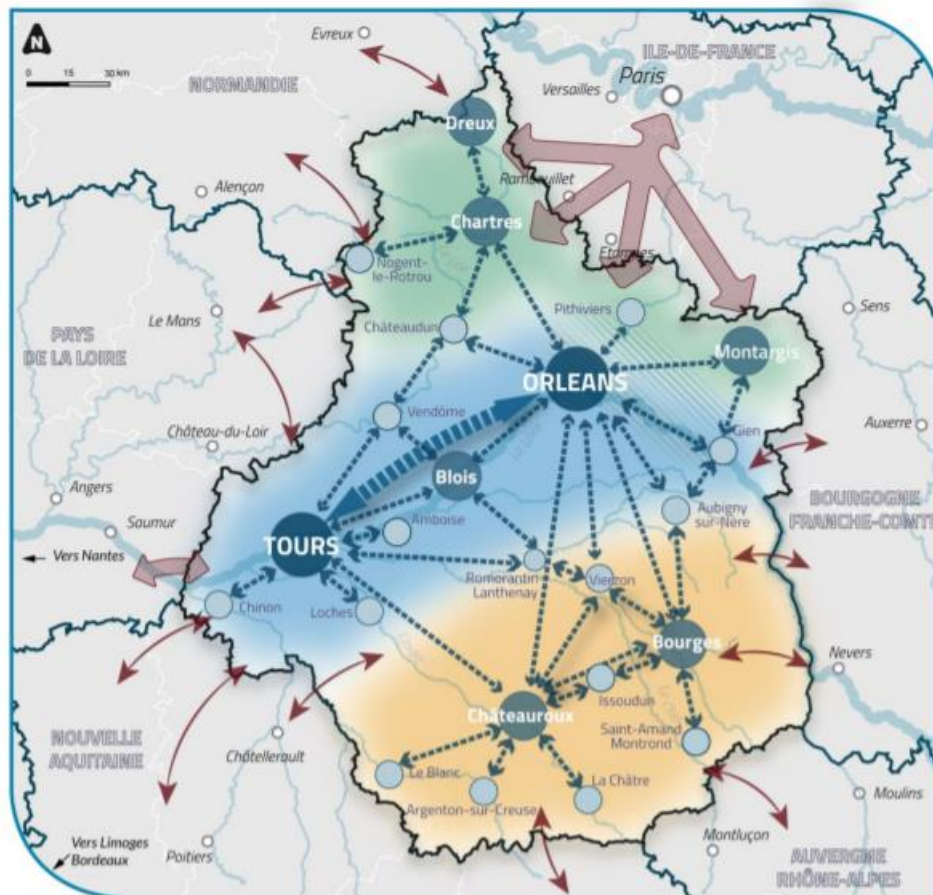 N
0 15 30 km
Evreux
NORMANDIE
ILE-DE-FRANCE
Paris
Versailles
Dreux
Rambouillet
Alençon
Chartres
Etampes
Nogent-
le-Rotrou
Sens
Le Mans
Châteaudun
Pithiviers
PAYS
DE LA LOIRE
Montargis
ORLEANS
Vendôme
Château-du-Loir
Gien
Auxerre
Blois
Angers
Saumur
Amboise
Aubigny
sur-Nère
BOURGOGNE
FRANCHE-COMTÉ
TOURS
Vers Nantes
Romorantin
Lanthenay
Vierzon
Chinon
Loches
Bourges
Nevers
Issoudun
Châteauroux
Saint-Amand
Montrond
NOUVELLE
AQUITAINE
Châtellerault
Le Blanc
La Châtre
Argenton-sur-Creuse
Moulins
Montluçon
Vers Limoges
Bordeaux
Poitiers
AUVERGNE
RHÔNE-ALPES